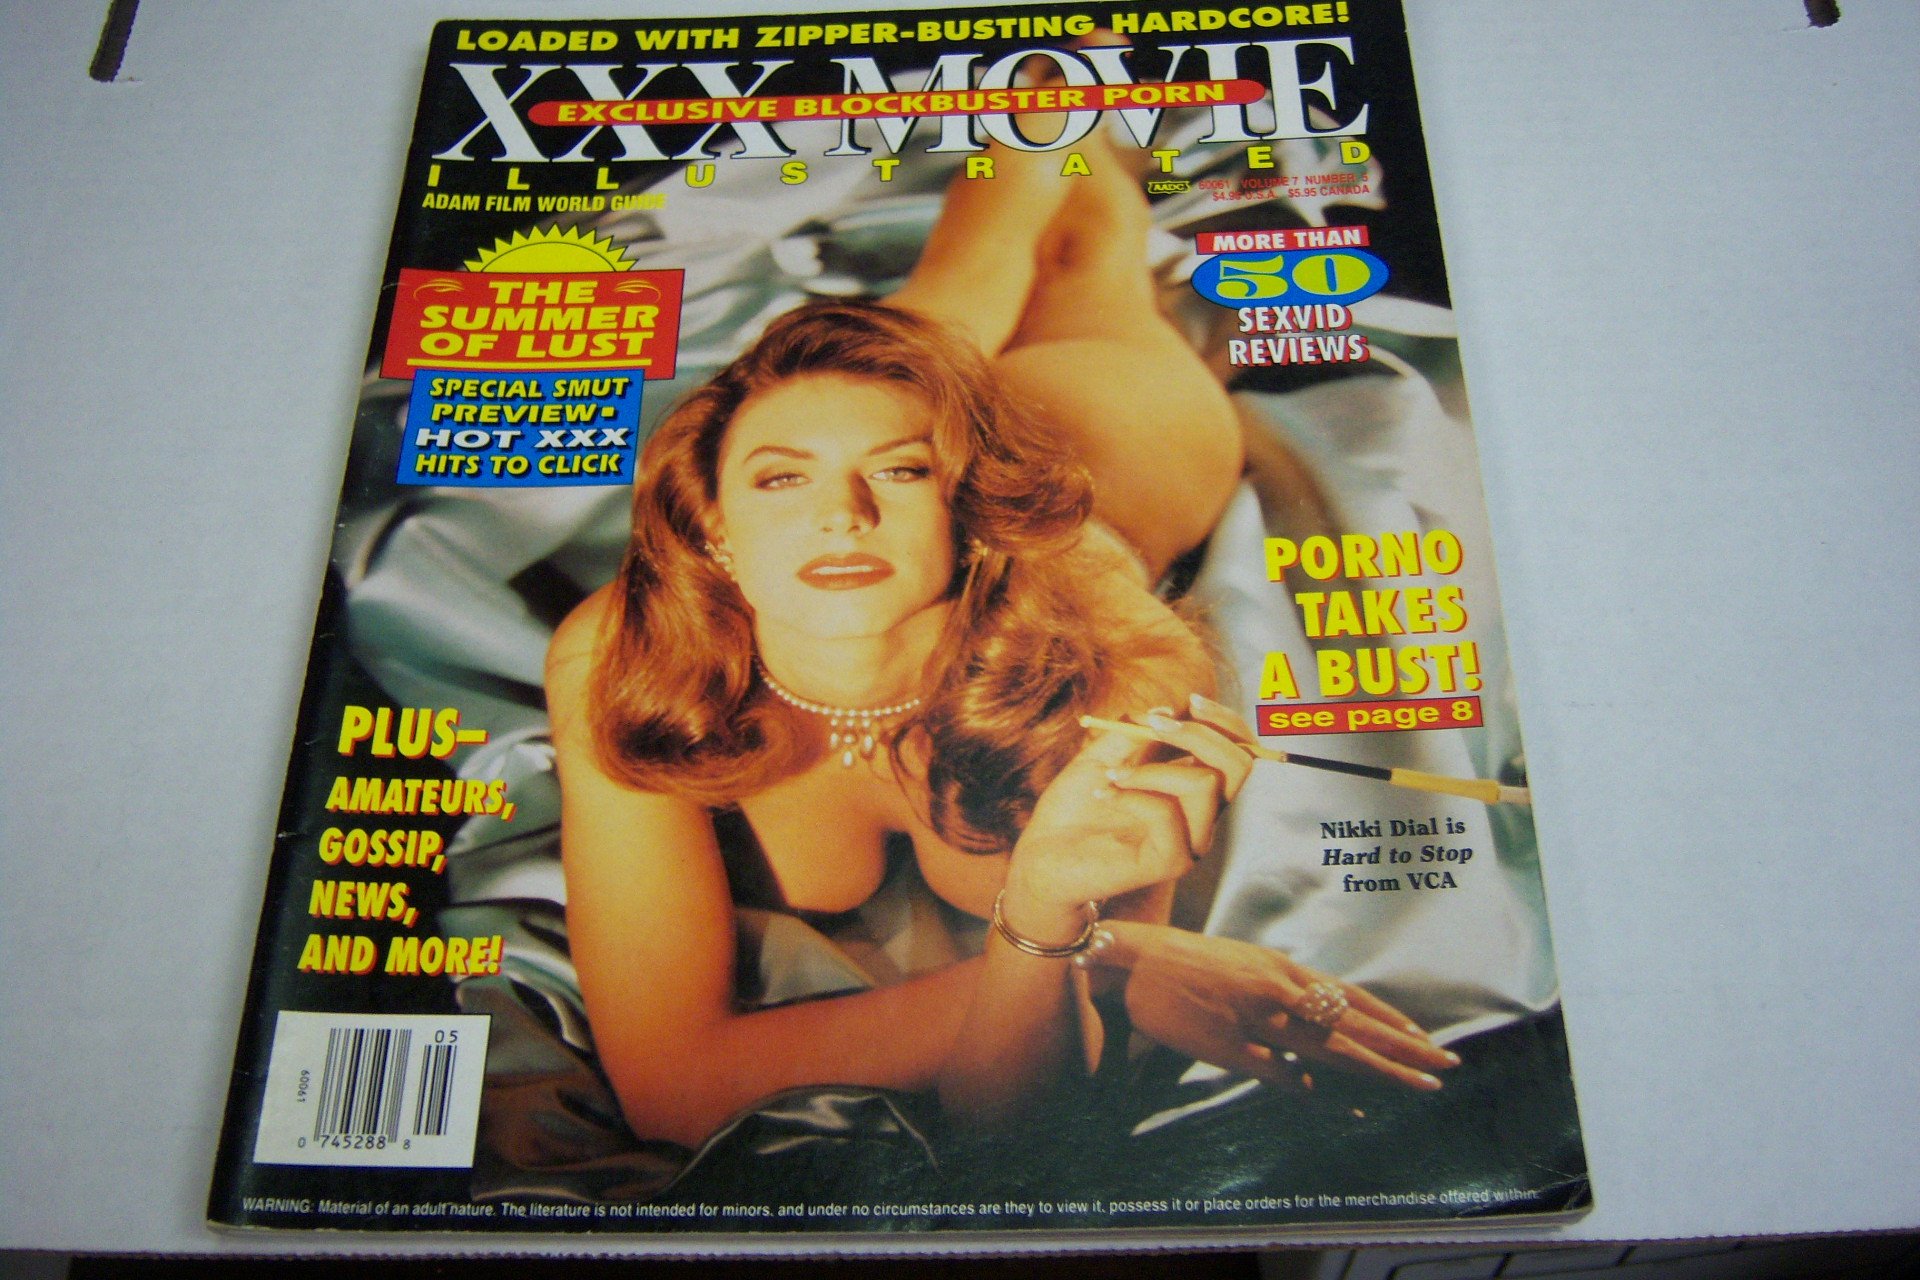 LOADED WITH ZIPPER-BUSTING HARDCORE!
XXX MOVIE
EXCLUSIVE BLOCKBUSTER PORN
ILLUSTRATED
ADAM FILM WORLD GUIDE
AADC
60061 VOLUME 7 NUMBER 5
$4.95 U.S.A. $5.95 CANADA
THE
SUMMER
OF LUST
SPECIAL SMUT
PREVIEW-
HOT XXX
HITS TO CLICK
MORE THAN
50
SEXVID
REVIEWS
PORNO
TAKES
A BUST!
see page 8
PLUS-
AMATEURS,
GOSSIP,
NEWS,
AND MORE!
Nikki Dial is
Hard to Stop
from VCA
05
60061
0 745288 8
WARNING: Material of an adult nature. The literature is not intended for minors, and under no circumstances are they to view it, possess it or place orders for the merchandise offered within.